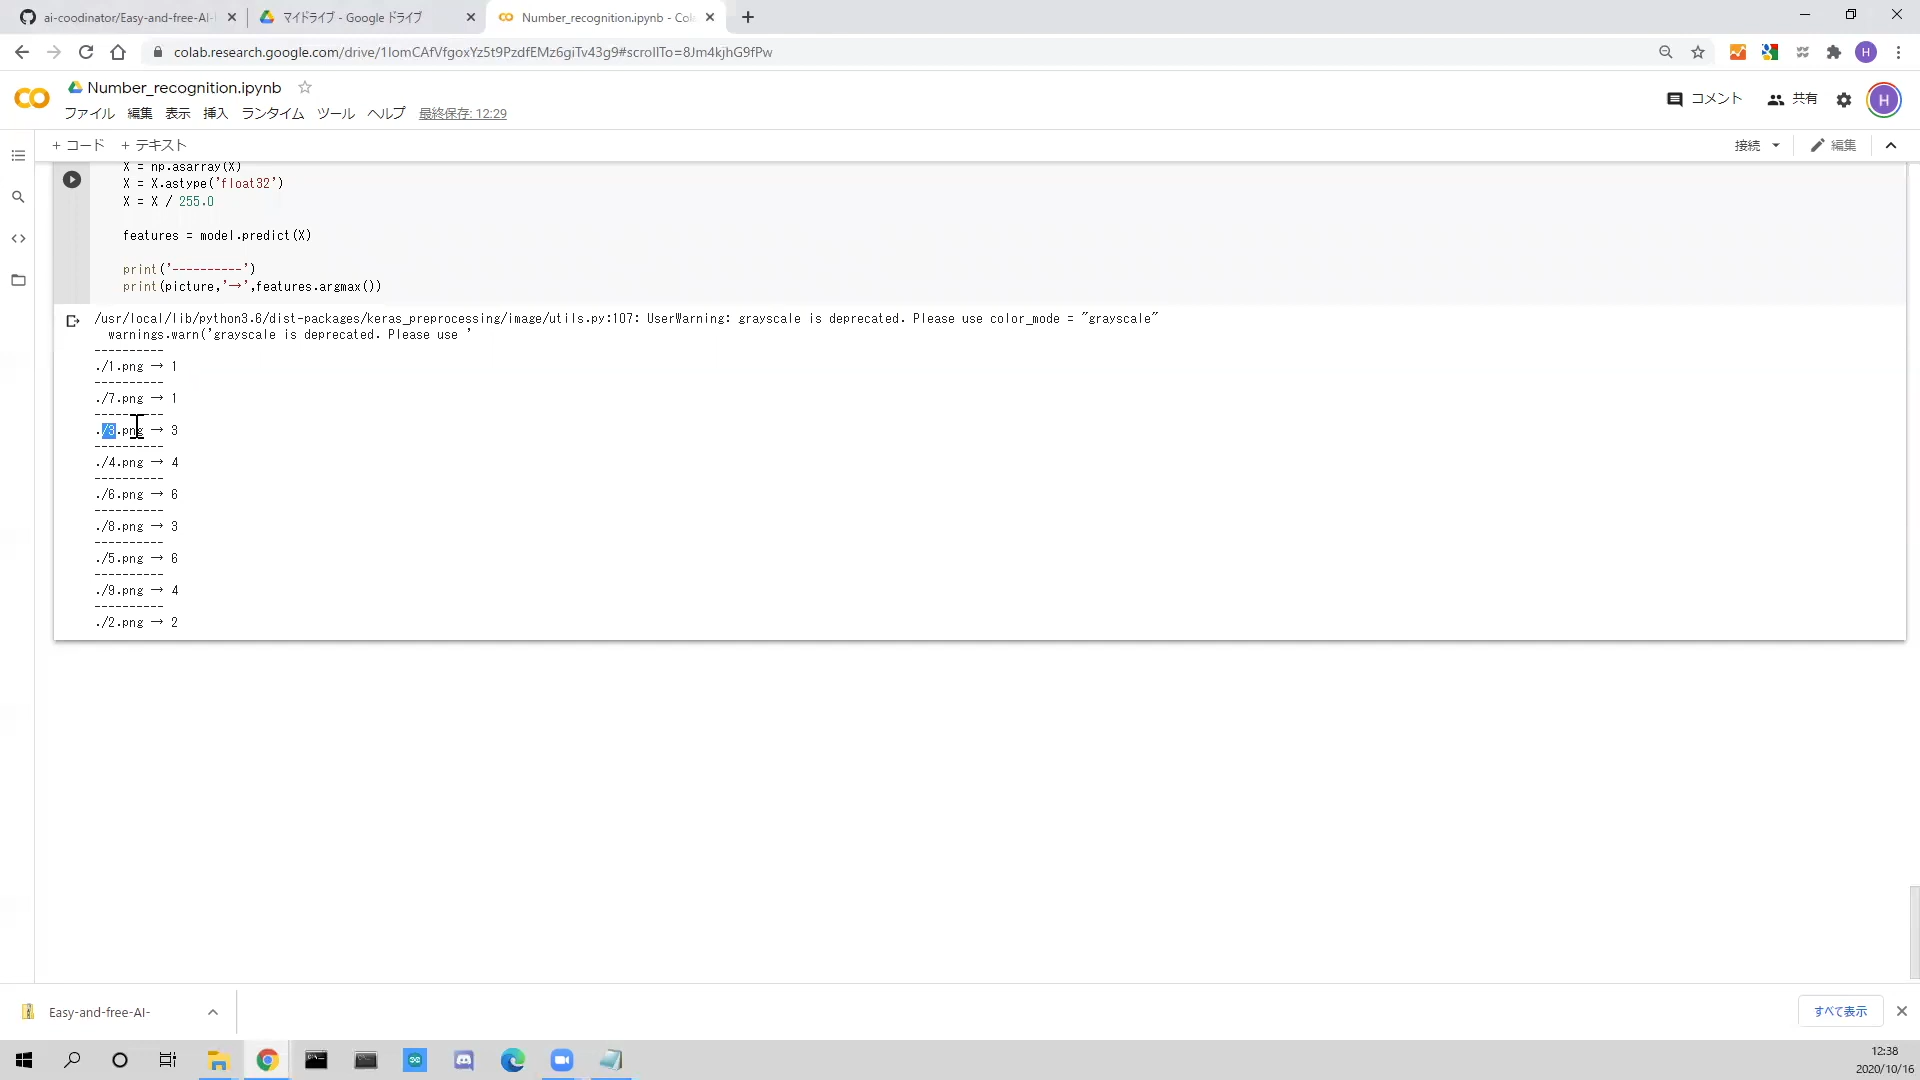 ai-coodinator/Easy-and-free-AI-
マイドライブ - Google ドライブ
Number_recognition.ipynb - Col
colab.research.google.com/drive/1IomCAfVfgoxYz5t9PzdfEMz6giTv43g9#scrollTo=8Jm4kjhG9fPw
H
Number_recognition.ipynb
コメント
共有
H
ファイル 編集 表示 挿入 ランタイム ツール ヘルプ 最終保存: 12:29
+ コード + テキスト
接続
編集
X = np.asarray(X)
X = X.astype('float32')
X = X / 255.0
features = model.predict(X)
print('----------')
print(picture,'→',features.argmax())
/usr/local/lib/python3.6/dist-packages/keras_preprocessing/image/utils.py:107: UserWarning: grayscale is deprecated. Please use color_mode = "grayscale"
warnings.warn('grayscale is deprecated. Please use '
----------
./1.png → 1
----------
./7.png → 1
----------
./3.png → 3
----------
./4.png → 4
----------
./6.png → 6
----------
./8.png → 3
----------
./5.png → 6
----------
./9.png → 4
----------
./2.png → 2
Easy-and-free-AI-
すべて表示
12:38
2020/10/16